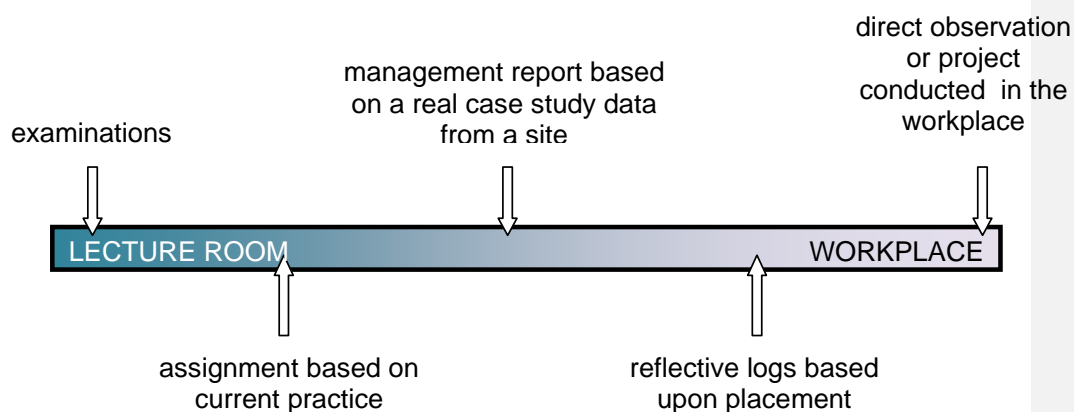 direct observation
or project
conducted in the
workplace
management report based
on a real case study data
from a site
examinations
LECTURE ROOM
WORKPLACE
assignment based on
current practice
reflective logs based
upon placement